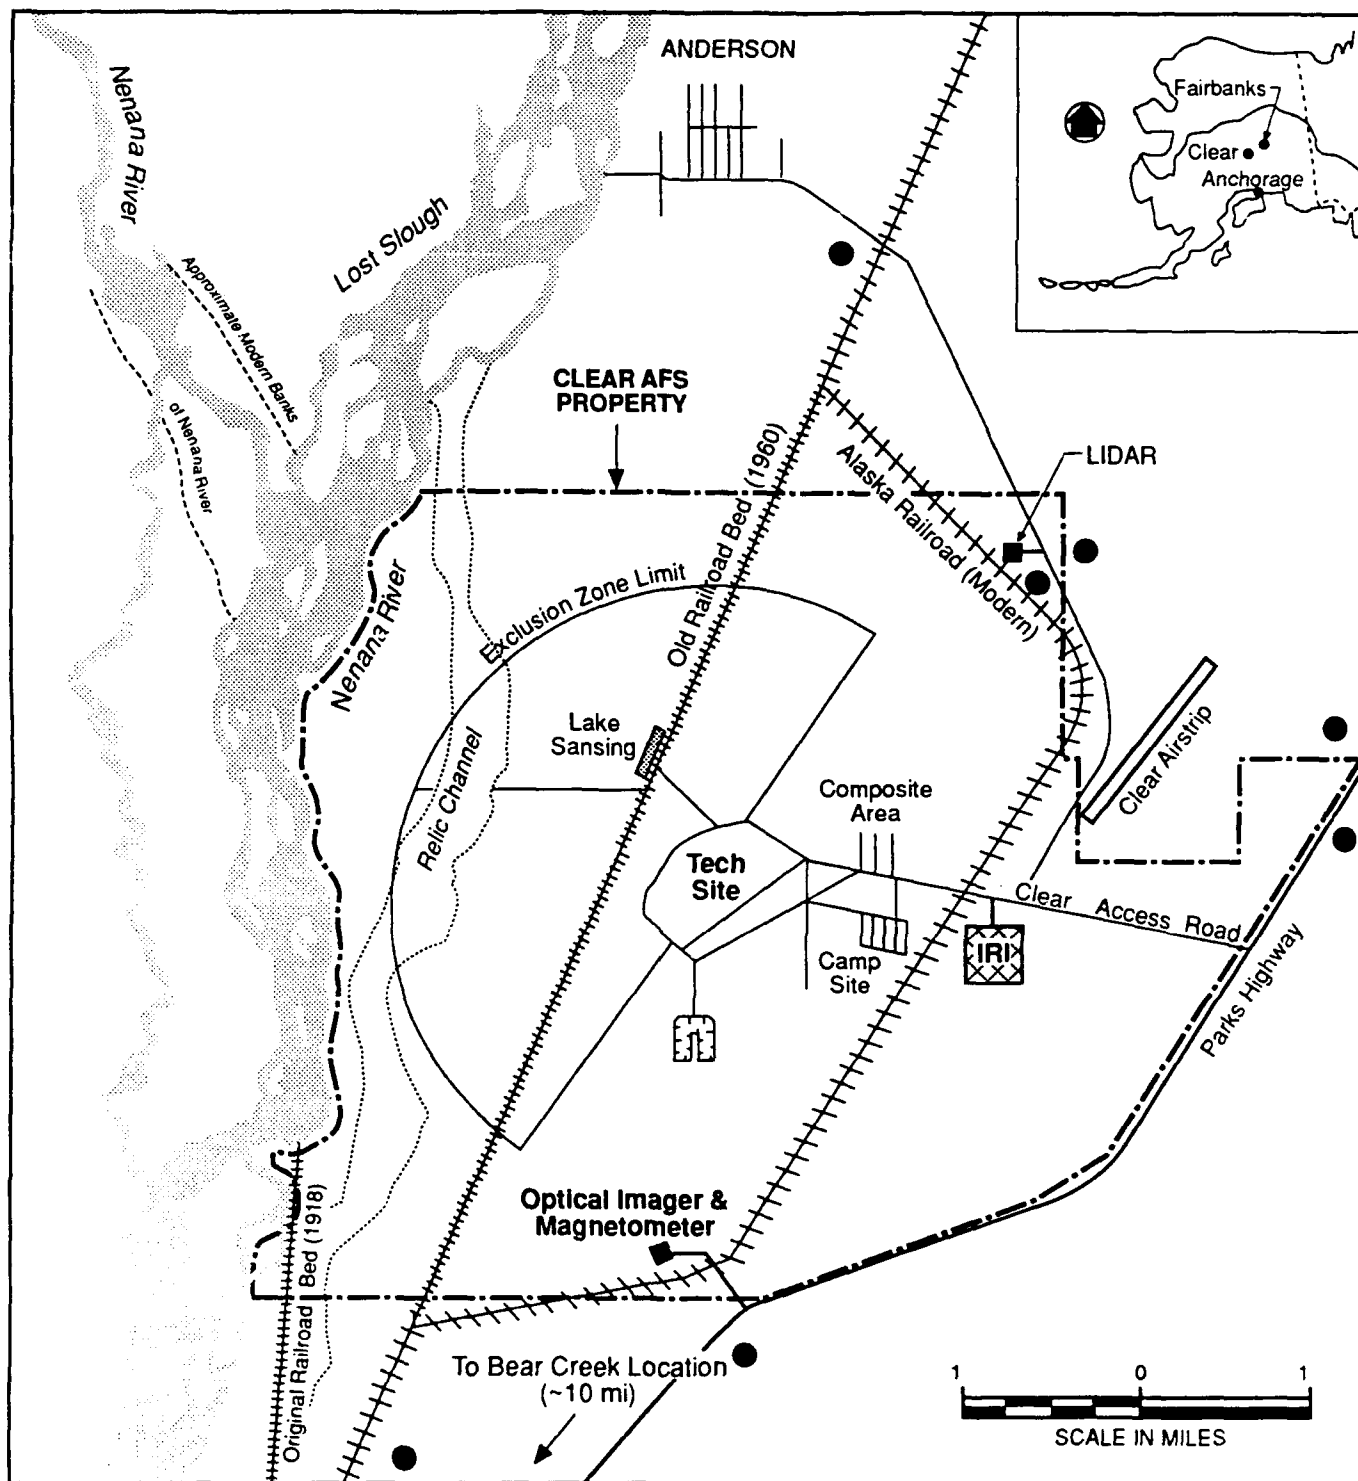 ANDERSON
Fairbanks
Clear
Anchorage
Nenana River
Lost Slough
Approximate Modern Banks
of Nenana River
CLEAR AFS
PROPERTY
LIDAR
Alaska Railroad (Modern)
Old Railroad Bed (1960)
Exclusion Zone Limit
Nenana River
Lake
Sansing
Relic Channel
Clear Airstrip
Composite
Area
Tech
Site
Clear Access Road
IRI
Camp
Site
Parks Highway
Optical Imager &
Magnetometer
Original Railroad Bed (1918)
To Bear Creek Location
(~10 mi)
1 0 1
SCALE IN MILES